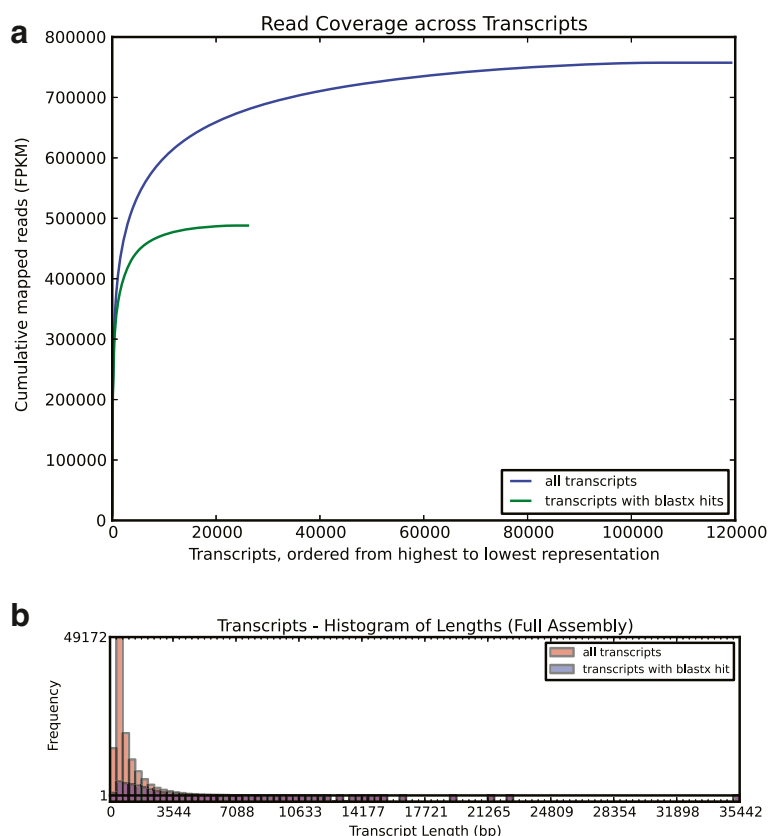 a
Read Coverage across Transcripts
800000
700000
600000
500000
400000
300000
200000
100000
0
Cumulative mapped reads (FPKM)
all transcripts
transcripts with blastx hits
0 20000 40000 60000 80000 100000 120000
Transcripts, ordered from highest to lowest representation
b
Transcripts - Histogram of Lengths (Full Assembly)
49172
1
Frequency
all transcripts
transcripts with blastx hit
0 3544 7088 10633 14177 17721 21265 24809 28354 31898 35442
Transcript Length (bp)